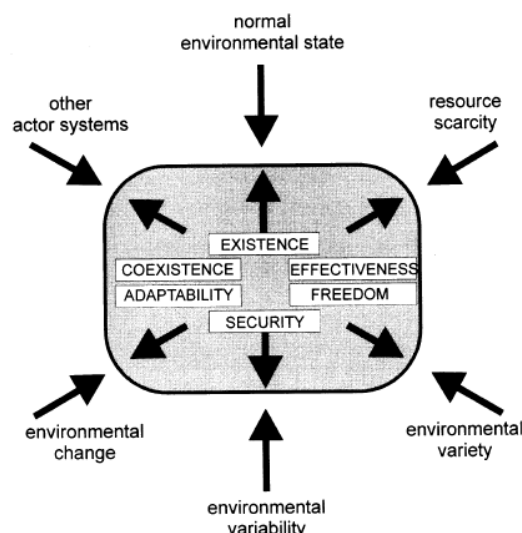 normal
environmental state
other
actor systems
resource
scarcity
EXISTENCE
COEXISTENCE
EFFECTIVENESS
ADAPTABILITY
FREEDOM
SECURITY
environmental
change
environmental
variety
environmental
variability